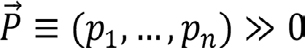 P⃗ ≡ (p₁, … , pₙ) ≫ 0